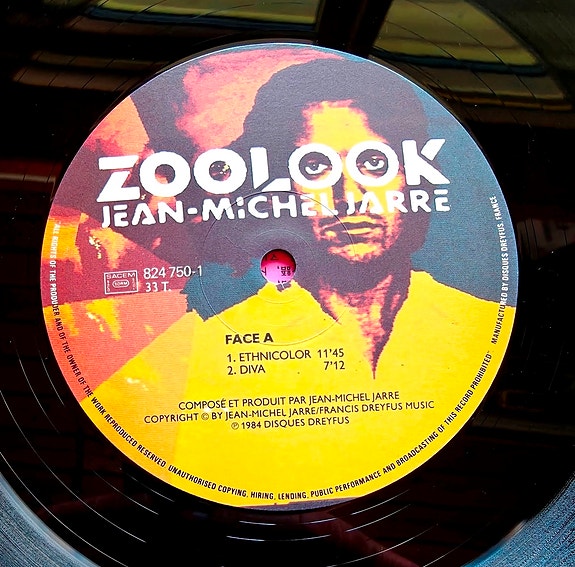 ZOOLOOK
JEAN-MiCHEL JARRE
SACEM
SDRM
824 750-1
33 T.
FACE A
1. ETHNICOLOR 11'45
2. DIVA 7'12
COMPOSÉ ET PRODUIT PAR JEAN-MICHEL JARRE
COPYRIGHT © BY JEAN-MICHEL JARRE/FRANCIS DREYFUS MUSIC
℗ 1984 DISQUES DREYFUS
ALL RIGHTS OF THE PRODUCER AND OF THE OWNER OF THE WORK REPRODUCED RESERVED. UNAUTHORISED COPYING, HIRING, LENDING, PUBLIC PERFORMANCE AND BROADCASTING OF THIS RECORD PROHIBITED
MANUFACTURED BY DISQUES DREYFUS, FRANCE